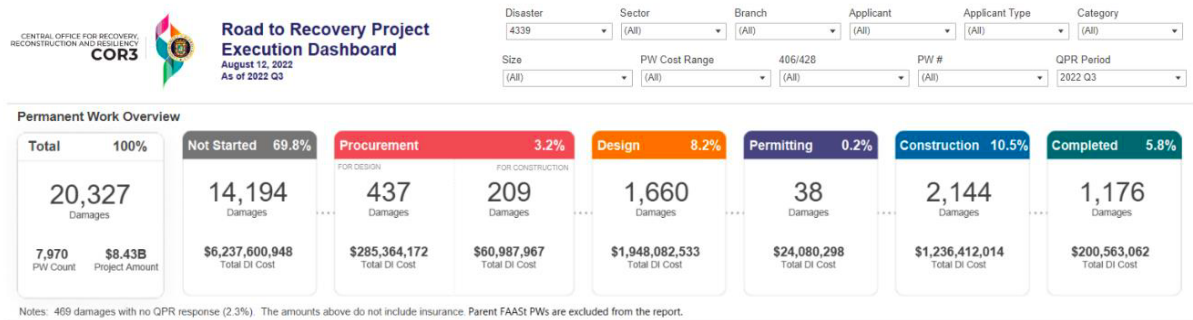 CENTRAL OFFICE FOR RECOVERY,
RECONSTRUCTION AND RESILIENCY
COR3
Road to Recovery Project
Execution Dashboard
August 12, 2022
As of 2022 Q3
Disaster Sector Branch Applicant Applicant Type Category
4339 (All) (All) (All) (All) (All)
Size PW Cost Range 406/428 PW # QPR Period
(All) (All) (All) (All) 2022 Q3
Permanent Work Overview
Total 100% Not Started 69.8% Procurement 3.2% Design 8.2% Permitting 0.2% Construction 10.5% Completed 5.8%
FOR DESIGN FOR CONSTRUCTION
20,327 14,194 437 209 1,660 38 2,144 1,176
Damages Damages Damages Damages Damages Damages Damages Damages
7,970 $8.43B $6,237,600,948 $285,364,172 $60,987,967 $1,948,082,533 $24,080,298 $1,236,412,014 $200,563,062
PW Count Project Amount Total DI Cost Total DI Cost Total DI Cost Total DI Cost Total DI Cost Total DI Cost Total DI Cost
Notes: 469 damages with no QPR response (2.3%). The amounts above do not include insurance. Parent FAASt PWs are excluded from the report.